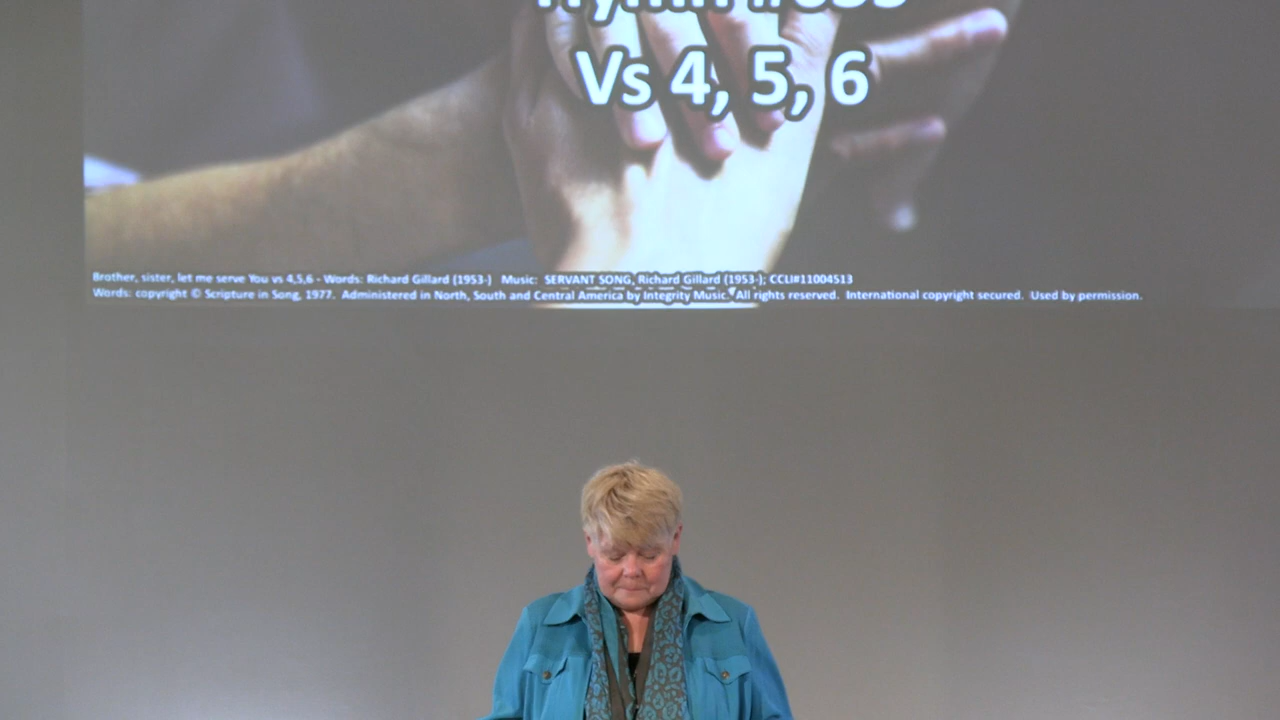 Vs 4, 5, 6
Brother, sister, let me serve You vs 4,5,6 - Words: Richard Gillard (1953-) Music: SERVANT SONG, Richard Gillard (1953-); CCLI#11004513
Words: copyright © Scripture in Song, 1977. Administered in North, South and Central America by Integrity Music. All rights reserved. International copyright secured. Used by permission.